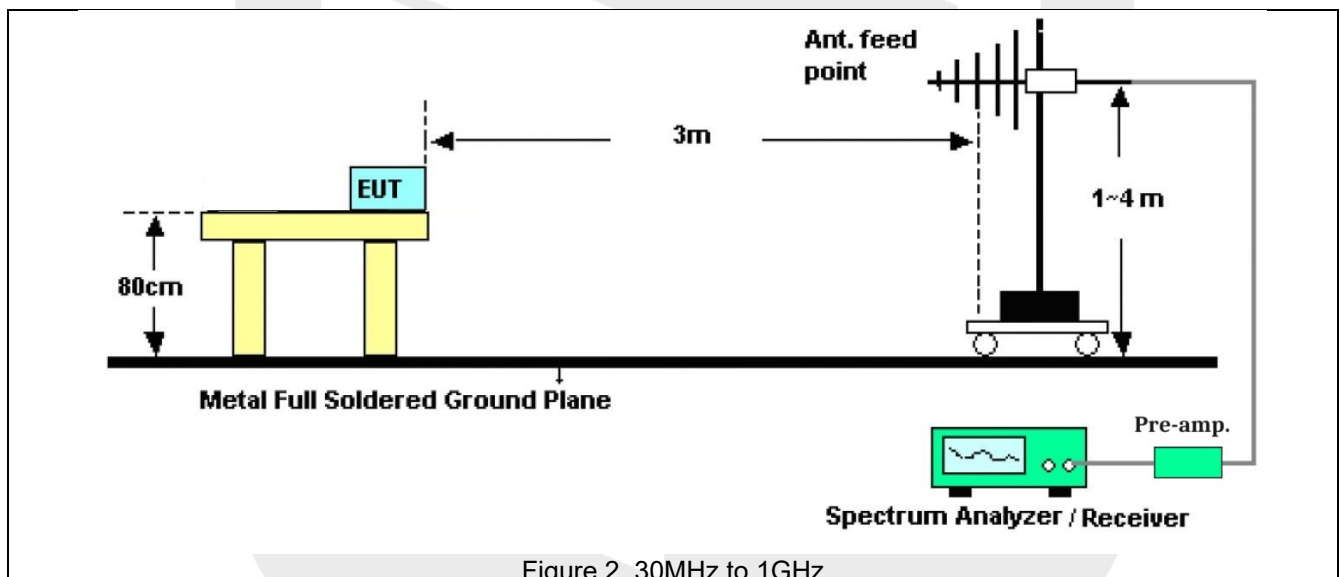 Ant. feed
point
3m
EUT
1~4 m
80cm
Metal Full Soldered Ground Plane
Pre-amp.
Spectrum Analyzer / Receiver
Figure 2. 30MHz to 1GHz